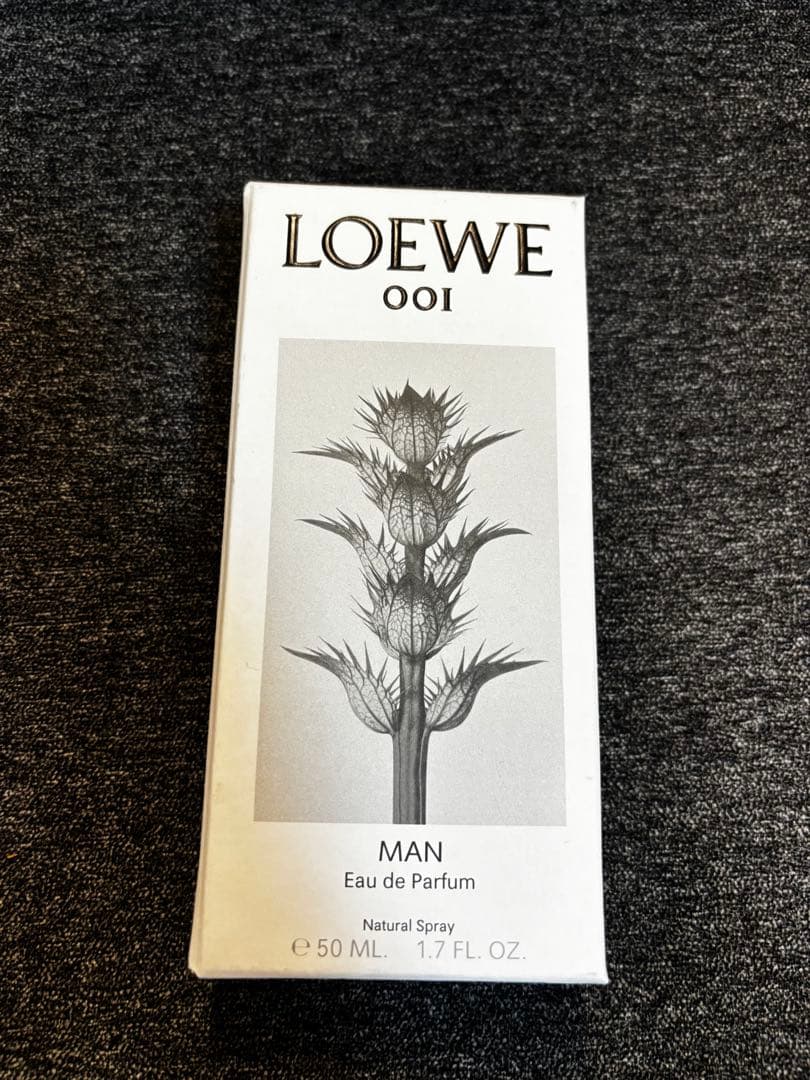 LOEWE
001
MAN
Eau de Parfum
Natural Spray
℮ 50 ML. 1.7 FL. OZ.